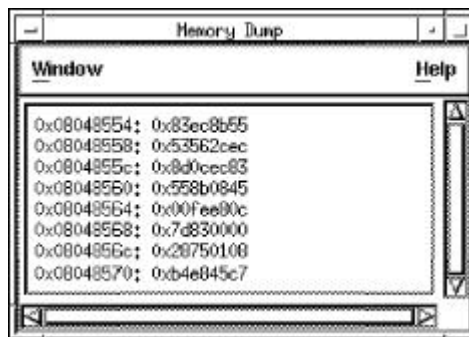 Memory Dump
Window Help
0x08048554: 0x83ec8b55
0x08048558: 0x53562cec
0x0804855c: 0x8d0cec83
0x08048560: 0x558b0845
0x08048564: 0x00fee80c
0x08048568: 0x7d830000
0x0804856c: 0x28750108
0x08048570: 0xb4e845c7